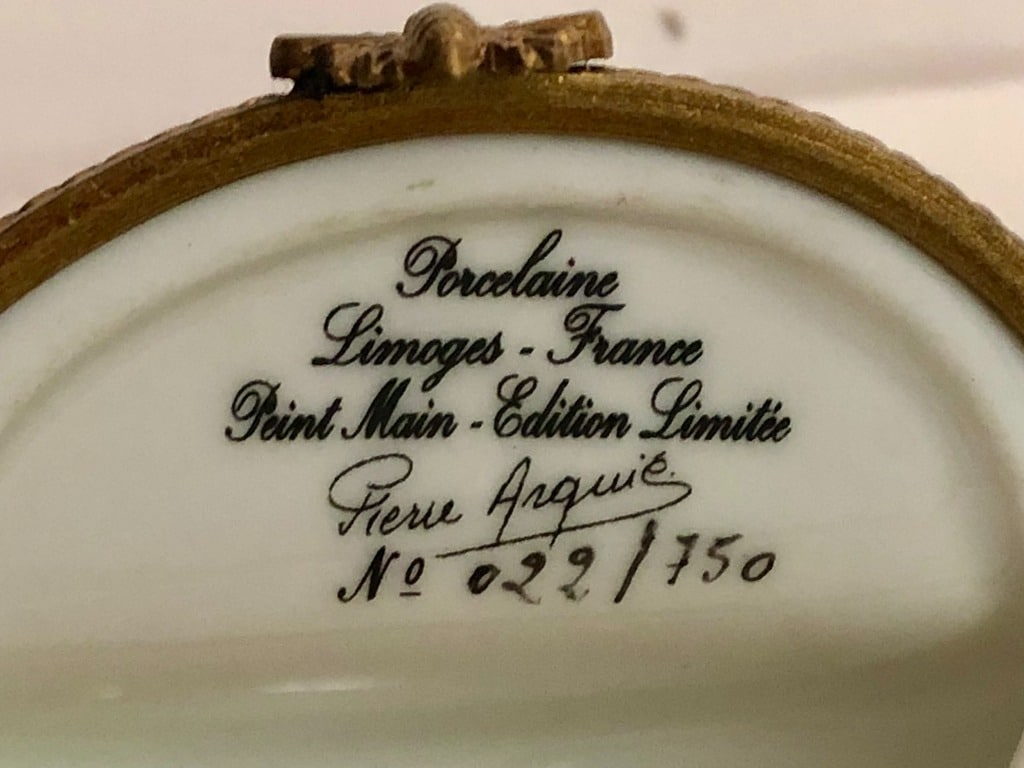 Porcelaine
Limoges - France
Peint Main - Edition Limitée
Pierre Arquié
Nº 022/750